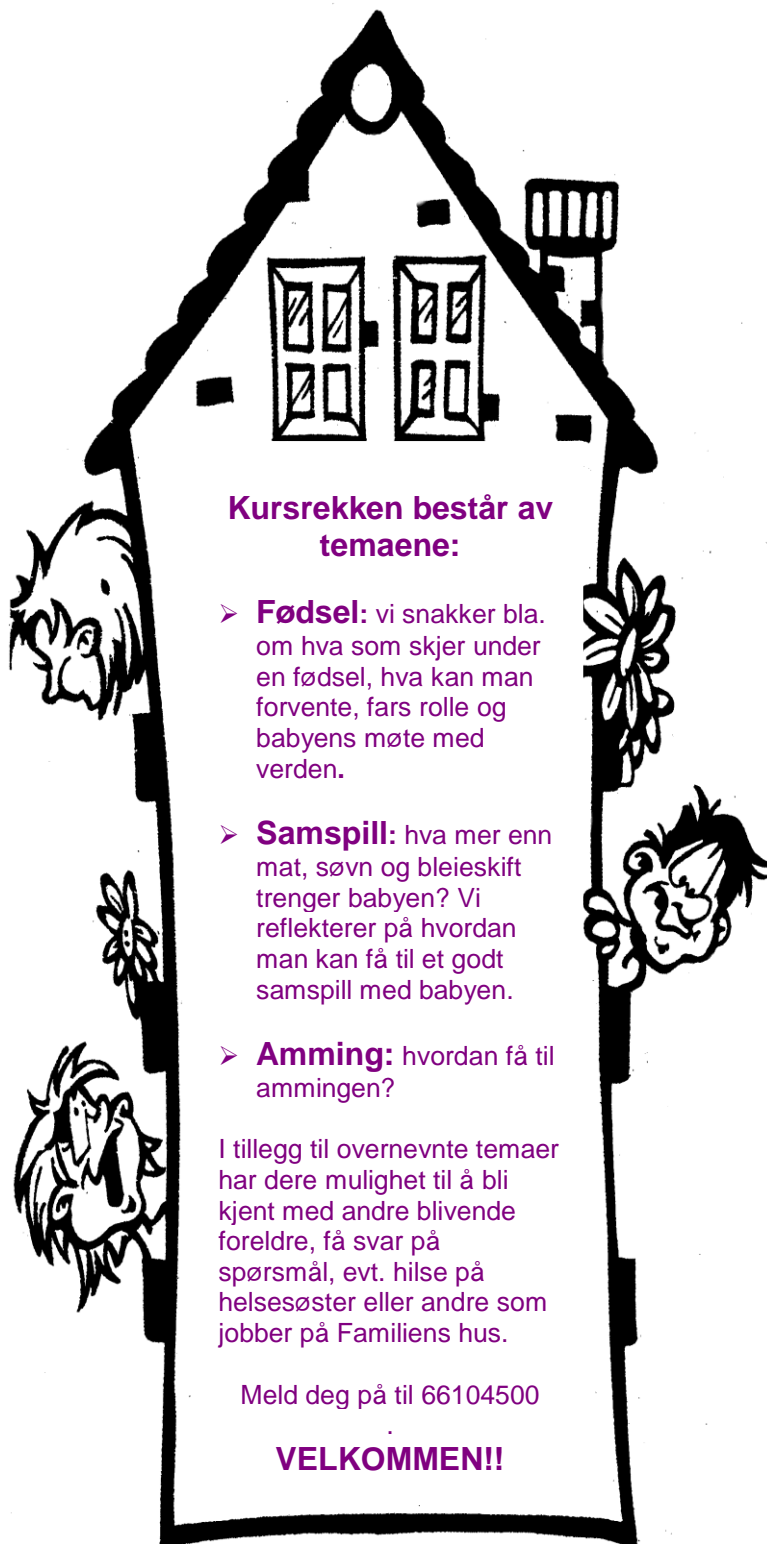 Kursrekken består av
temaene:
➢ Fødsel: vi snakker bla.
om hva som skjer under
en fødsel, hva kan man
forvente, fars rolle og
babyens møte med
verden.
➢ Samspill: hva mer enn
mat, søvn og bleieskift
trenger babyen? Vi
reflekterer på hvordan
man kan få til et godt
samspill med babyen.
➢ Amming: hvordan få til
ammingen?
I tillegg til overnevnte temaer
har dere mulighet til å bli
kjent med andre blivende
foreldre, få svar på
spørsmål, evt. hilse på
helsesøster eller andre som
jobber på Familiens hus.
Meld deg på til 66104500
.
VELKOMMEN!!